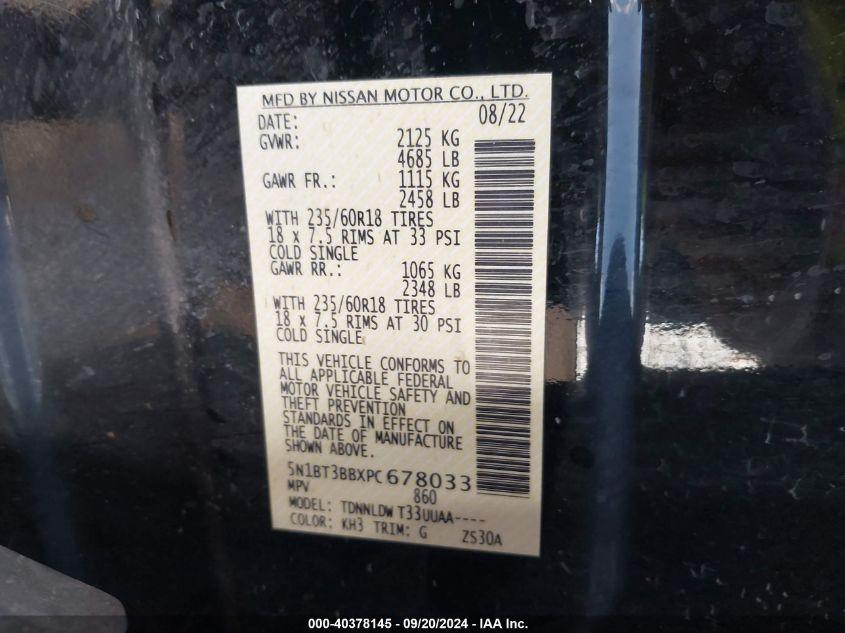 MFD BY NISSAN MOTOR CO., LTD.
DATE: 08/22
GVWR: 2125 KG
4685 LB
GAWR FR.: 1115 KG
2458 LB
WITH 235/60R18 TIRES
18 x 7.5 RIMS AT 33 PSI
COLD SINGLE
GAWR RR.: 1065 KG
2348 LB
WITH 235/60R18 TIRES
18 x 7.5 RIMS AT 30 PSI
COLD SINGLE
THIS VEHICLE CONFORMS TO
ALL APPLICABLE FEDERAL
MOTOR VEHICLE SAFETY AND
THEFT PREVENTION
STANDARDS IN EFFECT ON
THE DATE OF MANUFACTURE
SHOWN ABOVE.
5N1BT3BBXPC678033
MPV 860
MODEL: TDNNLDW T33UUAA----
COLOR: KH3 TRIM: G ZS30A
000-40378145 - 09/20/2024 - IAA Inc.